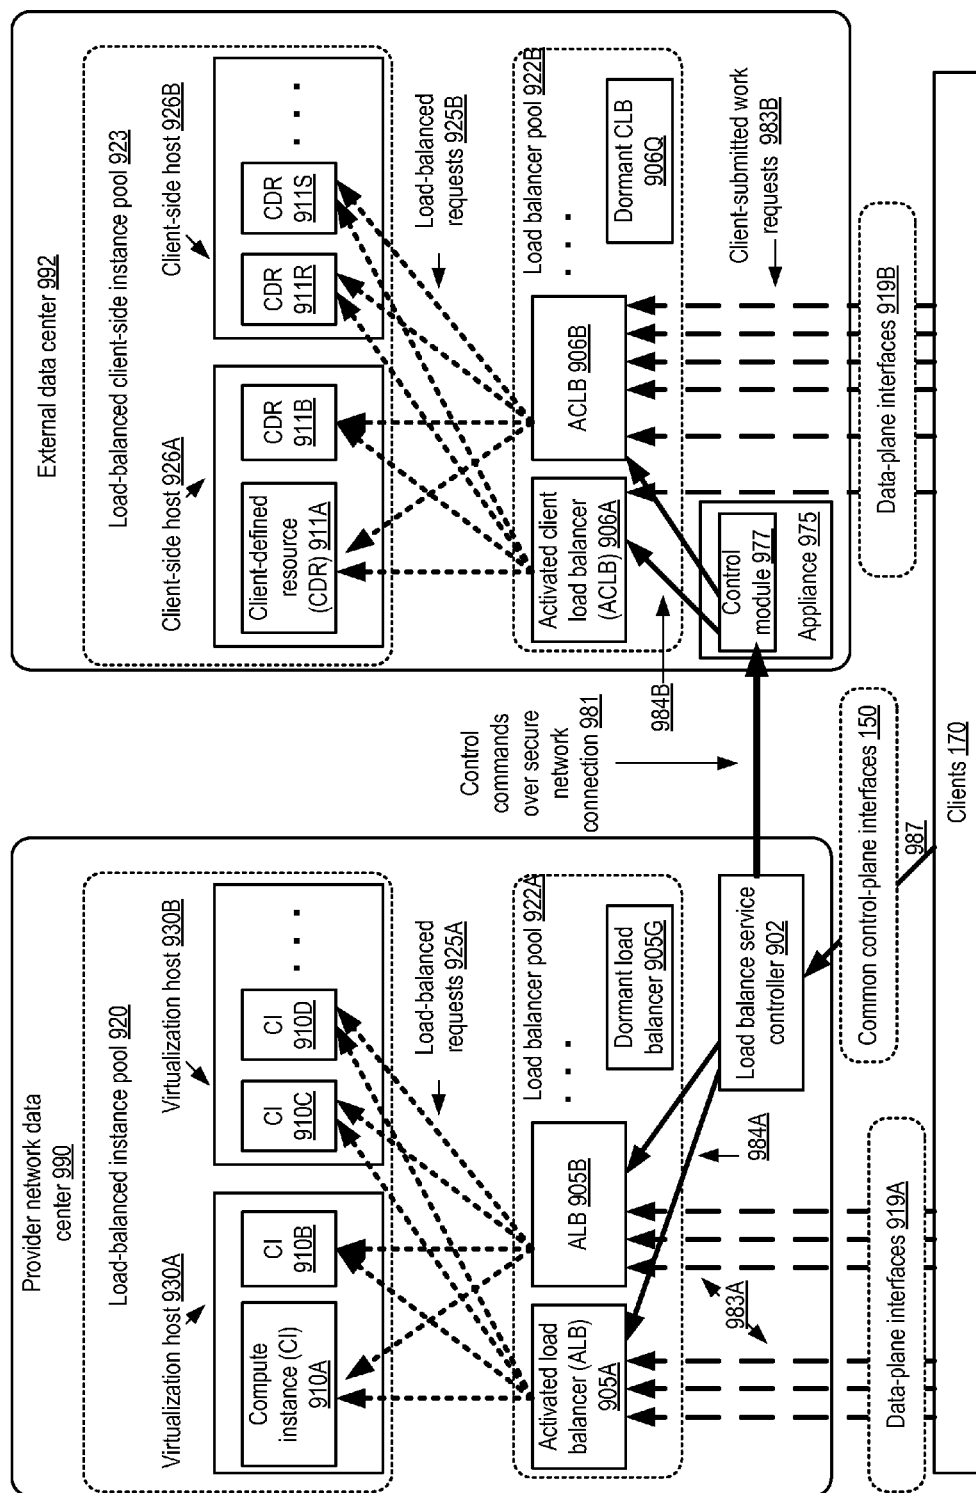 Provider network data
center 990
Load-balanced instance pool 920
Virtualization host 930A
Virtualization host 930B
Compute
instance (CI)
910A
CI
910B
CI
910C
CI
910D
. . .
Load-balanced
requests 925A
Load balancer pool 922A
Activated load
balancer (ALB)
905A
ALB 905B
. . .
Dormant load
balancer 905G
983A
984A
Load balance service
controller 902
Data-plane interfaces 919A
Control
commands
over secure
network
connection 981
External data center 992
Load-balanced client-side instance pool 923
Client-side host 926A
Client-side host 926B
Client-defined
resource
(CDR) 911A
CDR
911B
CDR
911R
CDR
911S
. . .
Load-balanced
requests 925B
Load balancer pool 922B
Activated client
load balancer
(ACLB) 906A
ACLB 906B
. . .
Dormant CLB
906Q
984B
Client-submitted work
requests 983B
Control
module 977
Appliance 975
Common control-plane interfaces 150
Data-plane interfaces 919B
987
Clients 170